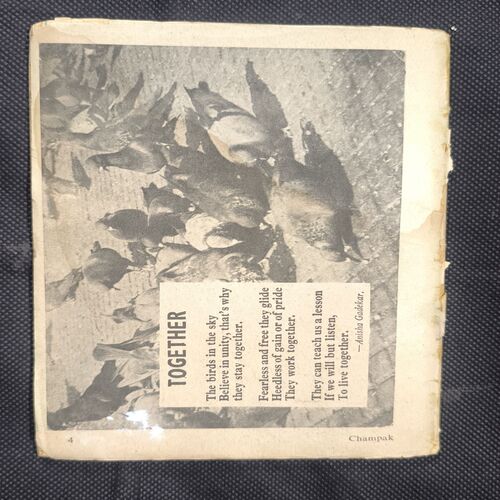 TOGETHER
The birds in the sky
Believe in unity, that's why
they stay together.
Fearless and free they glide
Heedless of gain or of pride
They work together.
They can teach us a lesson
If we will but listen,
To live together.
—Anisha Gadekar.
4
Champak